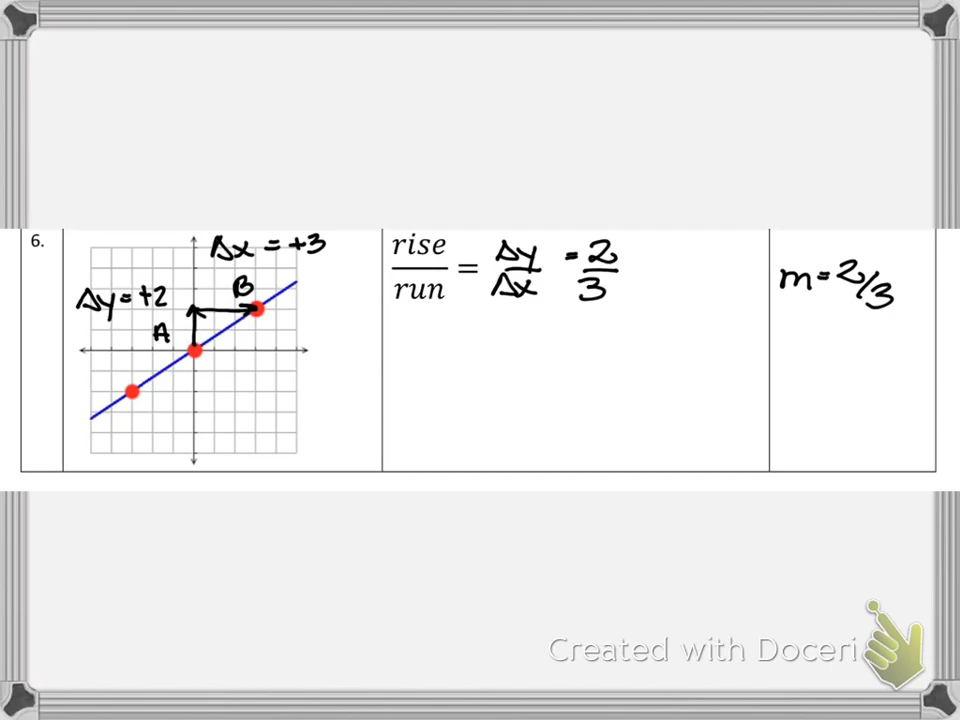 6.
Δx = +3
Δy = +2
B
A
rise/run = Δy/Δx = 2/3
m = 2/3
Created with Doceri